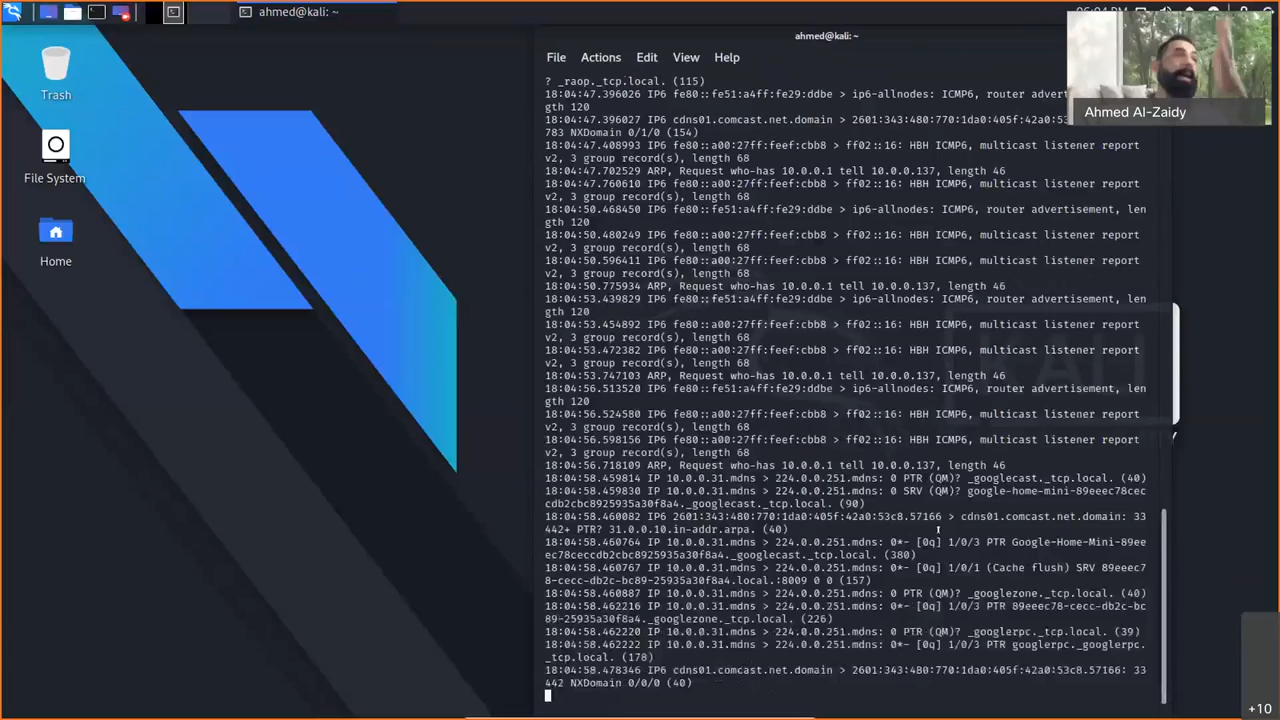 ahmed@kali: ~
ahmed@kali: ~
File Actions Edit View Help
Trash
File System
Home
Ahmed Al-Zaidy
? _raop._tcp.local. (115)
18:04:47.396026 IP6 fe80::fe51:a4ff:fe29:ddbe > ip6-allnodes: ICMP6, router advert
gth 120
18:04:47.396027 IP6 cdns01.comcast.net.domain > 2601:343:480:770:1da0:405f:42a0:53
783 NXDomain 0/1/0 (154)
18:04:47.408993 IP6 fe80::a00:27ff:feef:cbb8 > ff02::16: HBH ICMP6, multicast listener report
v2, 3 group record(s), length 68
18:04:47.702529 ARP, Request who-has 10.0.0.1 tell 10.0.0.137, length 46
18:04:47.760610 IP6 fe80::a00:27ff:feef:cbb8 > ff02::16: HBH ICMP6, multicast listener report
v2, 3 group record(s), length 68
18:04:50.468450 IP6 fe80::fe51:a4ff:fe29:ddbe > ip6-allnodes: ICMP6, router advertisement, len
gth 120
18:04:50.480249 IP6 fe80::a00:27ff:feef:cbb8 > ff02::16: HBH ICMP6, multicast listener report
v2, 3 group record(s), length 68
18:04:50.596411 IP6 fe80::a00:27ff:feef:cbb8 > ff02::16: HBH ICMP6, multicast listener report
v2, 3 group record(s), length 68
18:04:50.775934 ARP, Request who-has 10.0.0.1 tell 10.0.0.137, length 46
18:04:53.439829 IP6 fe80::fe51:a4ff:fe29:ddbe > ip6-allnodes: ICMP6, router advertisement, len
gth 120
18:04:53.454892 IP6 fe80::a00:27ff:feef:cbb8 > ff02::16: HBH ICMP6, multicast listener report
v2, 3 group record(s), length 68
18:04:53.472382 IP6 fe80::a00:27ff:feef:cbb8 > ff02::16: HBH ICMP6, multicast listener report
v2, 3 group record(s), length 68
18:04:53.747103 ARP, Request who-has 10.0.0.1 tell 10.0.0.137, length 46
18:04:56.513520 IP6 fe80::fe51:a4ff:fe29:ddbe > ip6-allnodes: ICMP6, router advertisement, len
gth 120
18:04:56.524580 IP6 fe80::a00:27ff:feef:cbb8 > ff02::16: HBH ICMP6, multicast listener report
v2, 3 group record(s), length 68
18:04:56.598156 IP6 fe80::a00:27ff:feef:cbb8 > ff02::16: HBH ICMP6, multicast listener report
v2, 3 group record(s), length 68
18:04:56.718109 ARP, Request who-has 10.0.0.1 tell 10.0.0.137, length 46
18:04:58.459814 IP 10.0.0.31.mdns > 224.0.0.251.mdns: 0 PTR (QM)? _googlecast._tcp.local. (40)
18:04:58.459830 IP 10.0.0.31.mdns > 224.0.0.251.mdns: 0 SRV (QM)? google-home-mini-89eeec78cec
cdb2cbc8925935a30f8a4._googlecast._tcp.local. (90)
18:04:58.460082 IP6 2601:343:480:770:1da0:405f:42a0:53c8.57166 > cdns01.comcast.net.domain: 33
442+ PTR? 31.0.0.10.in-addr.arpa. (40)
18:04:58.460764 IP 10.0.0.31.mdns > 224.0.0.251.mdns: 0*- [0q] 1/0/3 PTR Google-Home-Mini-89ee
ec78ceccdb2cbc8925935a30f8a4._googlecast._tcp.local. (380)
18:04:58.460767 IP 10.0.0.31.mdns > 224.0.0.251.mdns: 0*- [0q] 1/0/1 (Cache flush) SRV 89eeec7
8-cecc-db2c-bc89-25935a30f8a4.local.:8009 0 0 (157)
18:04:58.460887 IP 10.0.0.31.mdns > 224.0.0.251.mdns: 0 PTR (QM)? _googlezone._tcp.local. (40)
18:04:58.462216 IP 10.0.0.31.mdns > 224.0.0.251.mdns: 0*- [0q] 1/0/3 PTR 89eeec78-cecc-db2c-bc
89-25935a30f8a4._googlezone._tcp.local. (226)
18:04:58.462220 IP 10.0.0.31.mdns > 224.0.0.251.mdns: 0 PTR (QM)? _googlerpc._tcp.local. (39)
18:04:58.462222 IP 10.0.0.31.mdns > 224.0.0.251.mdns: 0*- [0q] 1/0/3 PTR googlerpc._googlerpc.
_tcp.local. (178)
18:04:58.478346 IP6 cdns01.comcast.net.domain > 2601:343:480:770:1da0:405f:42a0:53c8.57166: 33
442 NXDomain 0/0/0 (40)
+10